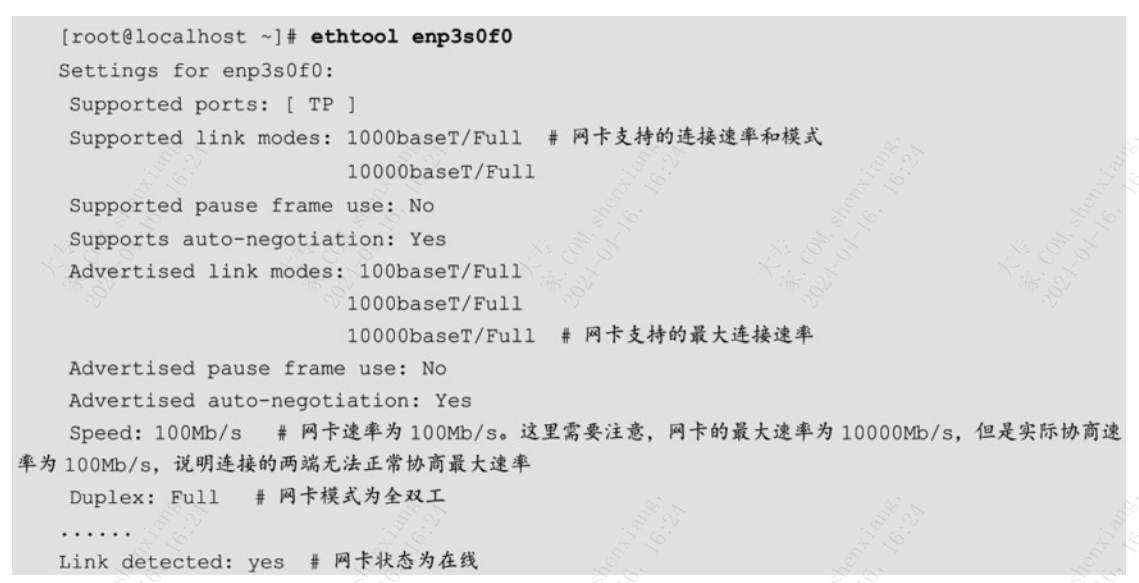 [root@localhost ~]# ethtool enp3s0f0
Settings for enp3s0f0:
Supported ports: [ TP ]
Supported link modes: 1000baseT/Full # 网卡支持的连接速率和模式
10000baseT/Full
Supported pause frame use: No
Supports auto-negotiation: Yes
Advertised link modes: 100baseT/Full
1000baseT/Full
10000baseT/Full # 网卡支持的最大连接速率
Advertised pause frame use: No
Advertised auto-negotiation: Yes
Speed: 100Mb/s # 网卡速率为 100Mb/s。这里需要注意，网卡的最大速率为 10000Mb/s，但是实际协商速
率为 100Mb/s，说明连接的两端无法正常协商最大速率
Duplex: Full # 网卡模式为全双工
......
Link detected: yes # 网卡状态为在线